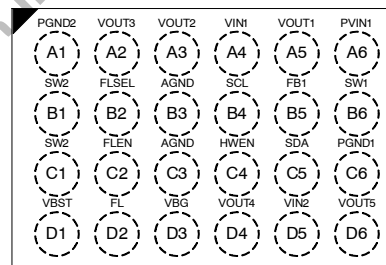 PGND2 VOUT3 VOUT2 VIN1 VOUT1 PVIN1
A1 A2 A3 A4 A5 A6
SW2 FLSEL AGND SCL FB1 SW1
B1 B2 B3 B4 B5 B6
SW2 FLEN AGND HWEN SDA PGND1
C1 C2 C3 C4 C5 C6
VBST FL VBG VOUT4 VIN2 VOUT5
D1 D2 D3 D4 D5 D6